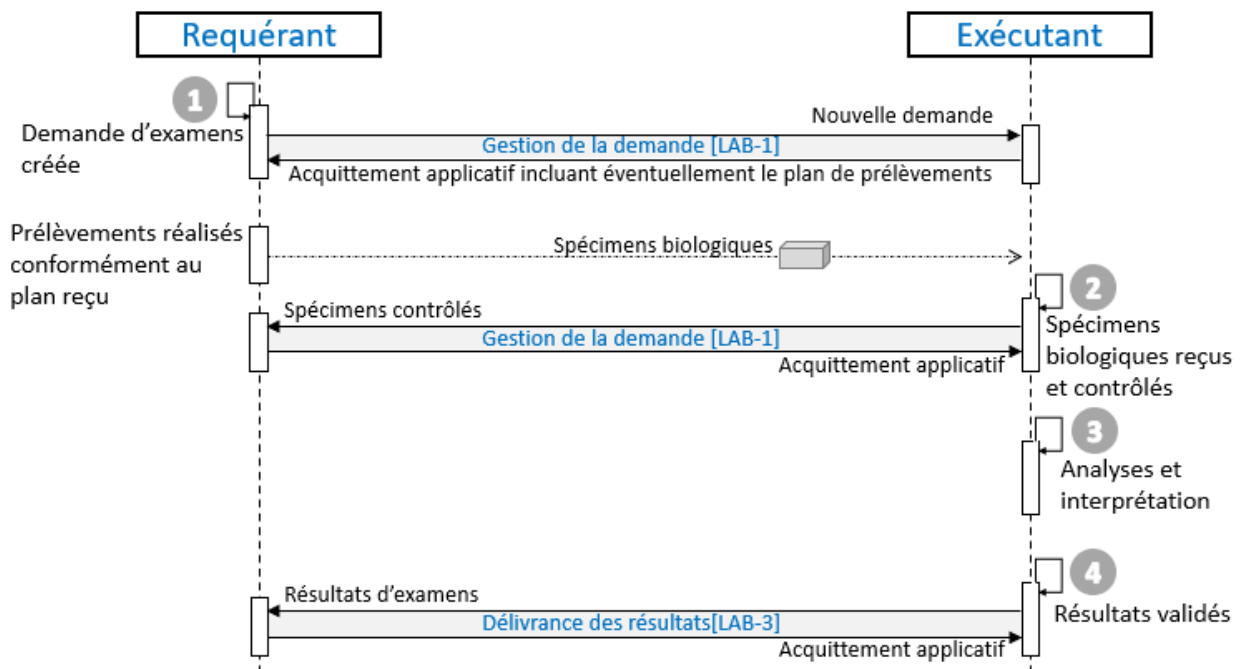 Requérant
Exécutant
1
Demande d'examens
créée
Nouvelle demande
Gestion de la demande [LAB-1]
Acquittement applicatif incluant éventuellement le plan de prélèvements
Prélèvements réalisés
conformément au
plan reçu
Spécimens biologiques
2
Spécimens
biologiques reçus
et contrôlés
Spécimens contrôlés
Gestion de la demande [LAB-1]
Acquittement applicatif
3
Analyses et
interprétation
4
Résultats validés
Résultats d'examens
Délivrance des résultats[LAB-3]
Acquittement applicatif